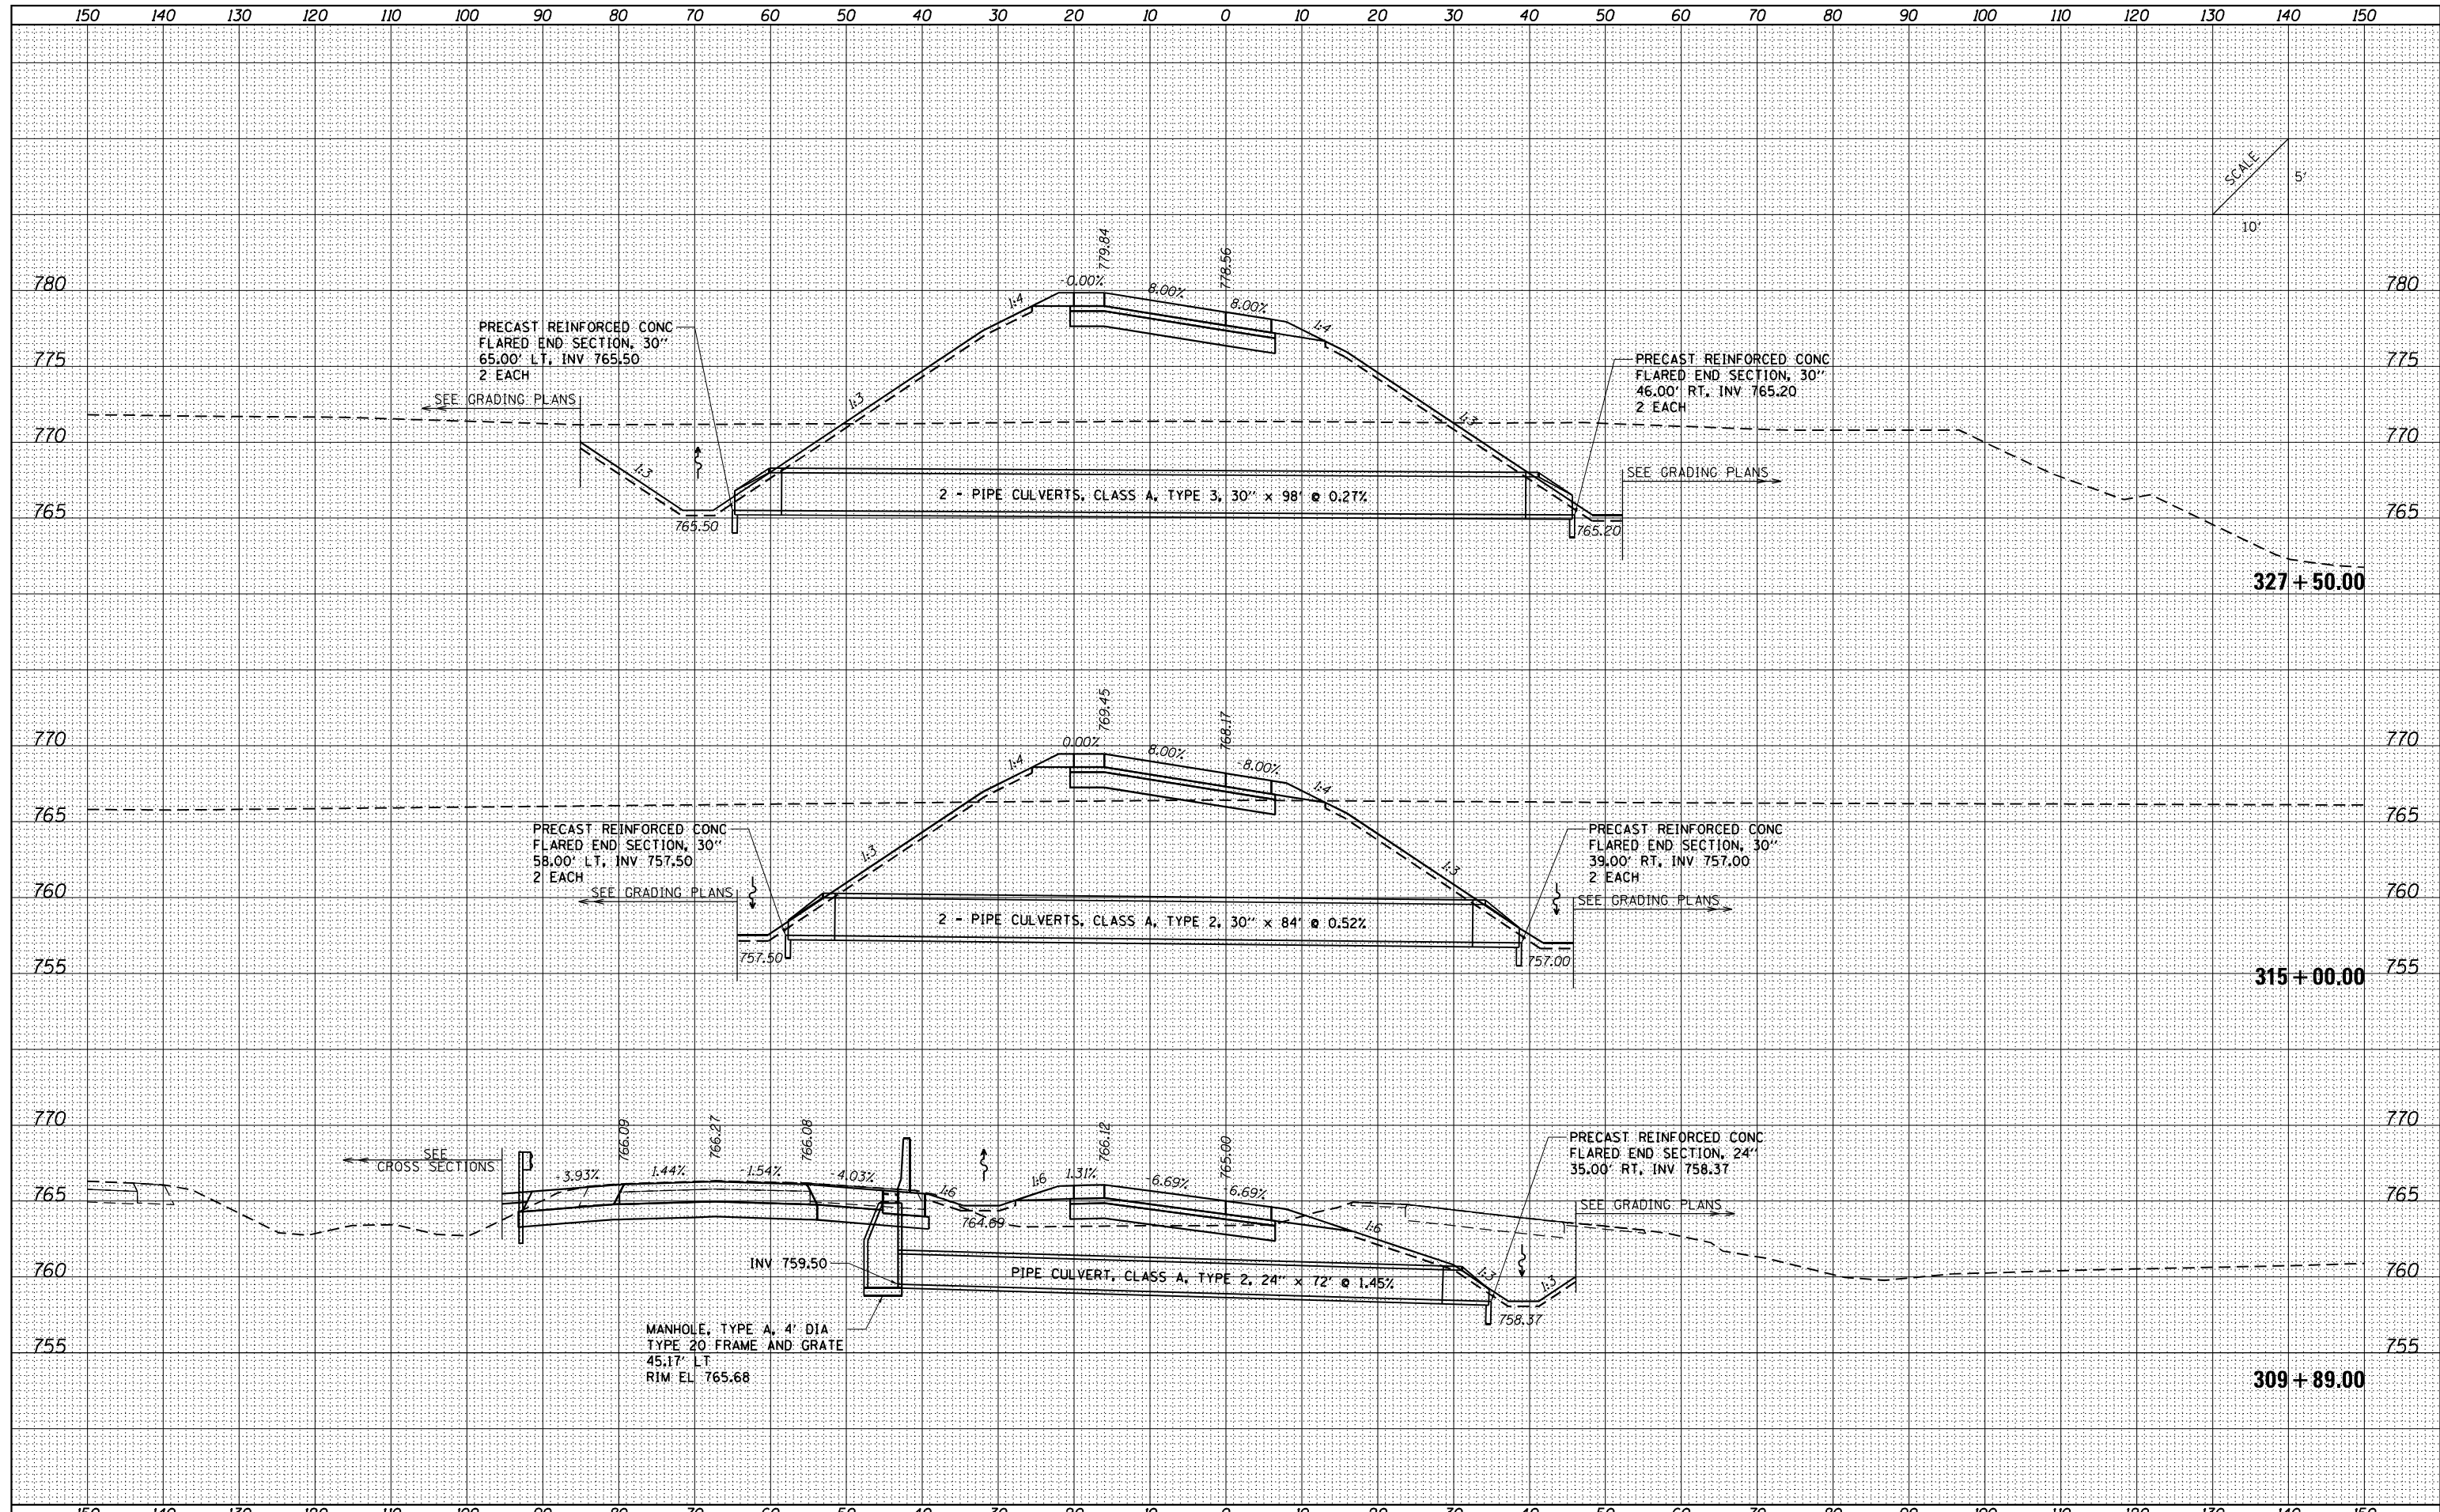 150 140 130 120 110 100 90 80 70 60 50 40 30 20 10 0 10 20 30 40 50 60 70 80 90 100 110 120 130 140 150
SCALE
5'
10'
779.84
778.56
780
-0.00%
8.00%
8.00%
780
1:4
1:4
PRECAST REINFORCED CONC
FLARED END SECTION, 30"
65.00' LT, INV 765.50
2 EACH
PRECAST REINFORCED CONC
FLARED END SECTION, 30"
46.00' RT, INV 765.20
2 EACH
775
775
SEE GRADING PLANS
1:3
1:3
770
770
1:3
SEE GRADING PLANS
2 - PIPE CULVERTS, CLASS A, TYPE 3, 30" x 98' @ 0.27%
765
765
765.50
765.20
327+50.00
769.45
768.17
770
0.00%
8.00%
-8.00%
770
1:4
1:4
765
765
PRECAST REINFORCED CONC
FLARED END SECTION, 30"
58.00' LT, INV 757.50
2 EACH
PRECAST REINFORCED CONC
FLARED END SECTION, 30"
39.00' RT, INV 757.00
2 EACH
1:3
1:3
760
760
SEE GRADING PLANS
SEE GRADING PLANS
2 - PIPE CULVERTS, CLASS A, TYPE 2, 30" x 84' @ 0.52%
757.50
757.00
755
755
315+00.00
770
770
766.09
766.27
766.08
766.12
765.00
PRECAST REINFORCED CONC
FLARED END SECTION, 24"
35.00' RT, INV 758.37
SEE
CROSS SECTIONS
-3.93%
1.44%
-1.54%
-4.03%
1:6
1:6
1.31%
-6.69%
-6.69%
765
765
SEE GRADING PLANS
764.69
1:6
INV 759.50
760
760
PIPE CULVERT, CLASS A, TYPE 2, 24" x 72' @ 1.45%
1:3
1:3
758.37
MANHOLE, TYPE A, 4' DIA
TYPE 20 FRAME AND GRATE
45.17' LT
RIM EL 765.68
755
755
309+89.00
150 140 130 120 110 100 90 80 70 60 50 40 30 20 10 0 10 20 30 40 50 60 70 80 90 100 110 120 130 140 150